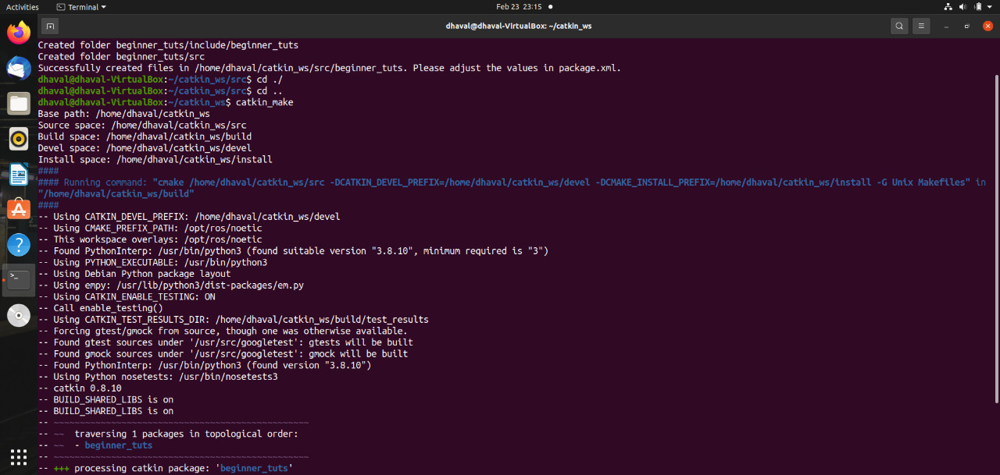 Activities
Terminal
Feb 23 23:15
dhaval@dhaval-VirtualBox: ~/catkin_ws
Created folder beginner_tuts/include/beginner_tuts
Created folder beginner_tuts/src
Successfully created files in /home/dhaval/catkin_ws/src/beginner_tuts. Please adjust the values in package.xml.
dhaval@dhaval-VirtualBox:~/catkin_ws/src$ cd ./
dhaval@dhaval-VirtualBox:~/catkin_ws/src$ cd ..
dhaval@dhaval-VirtualBox:~/catkin_ws$ catkin_make
Base path: /home/dhaval/catkin_ws
Source space: /home/dhaval/catkin_ws/src
Build space: /home/dhaval/catkin_ws/build
Devel space: /home/dhaval/catkin_ws/devel
Install space: /home/dhaval/catkin_ws/install
####
#### Running command: "cmake /home/dhaval/catkin_ws/src -DCATKIN_DEVEL_PREFIX=/home/dhaval/catkin_ws/devel -DCMAKE_INSTALL_PREFIX=/home/dhaval/catkin_ws/install -G Unix Makefiles" in
"/home/dhaval/catkin_ws/build"
####
-- Using CATKIN_DEVEL_PREFIX: /home/dhaval/catkin_ws/devel
-- Using CMAKE_PREFIX_PATH: /opt/ros/noetic
-- This workspace overlays: /opt/ros/noetic
-- Found PythonInterp: /usr/bin/python3 (found suitable version "3.8.10", minimum required is "3")
-- Using PYTHON_EXECUTABLE: /usr/bin/python3
-- Using Debian Python package layout
-- Using empy: /usr/lib/python3/dist-packages/em.py
-- Using CATKIN_ENABLE_TESTING: ON
-- Call enable_testing()
-- Using CATKIN_TEST_RESULTS_DIR: /home/dhaval/catkin_ws/build/test_results
-- Forcing gtest/gmock from source, though one was otherwise available.
-- Found gtest sources under '/usr/src/googletest': gtests will be built
-- Found gmock sources under '/usr/src/googletest': gmock will be built
-- Found PythonInterp: /usr/bin/python3 (found version "3.8.10")
-- Using Python nosetests: /usr/bin/nosetests3
-- catkin 0.8.10
-- BUILD_SHARED_LIBS is on
-- BUILD_SHARED_LIBS is on
-- ~~~~~~~~~~~~~~~~~~~~~~~~~~~~~~~~~~~~~~~~~~~~~~~~~
-- ~~  traversing 1 packages in topological order:
-- ~~  - beginner_tuts
-- ~~~~~~~~~~~~~~~~~~~~~~~~~~~~~~~~~~~~~~~~~~~~~~~~~
-- +++ processing catkin package: 'beginner_tuts'